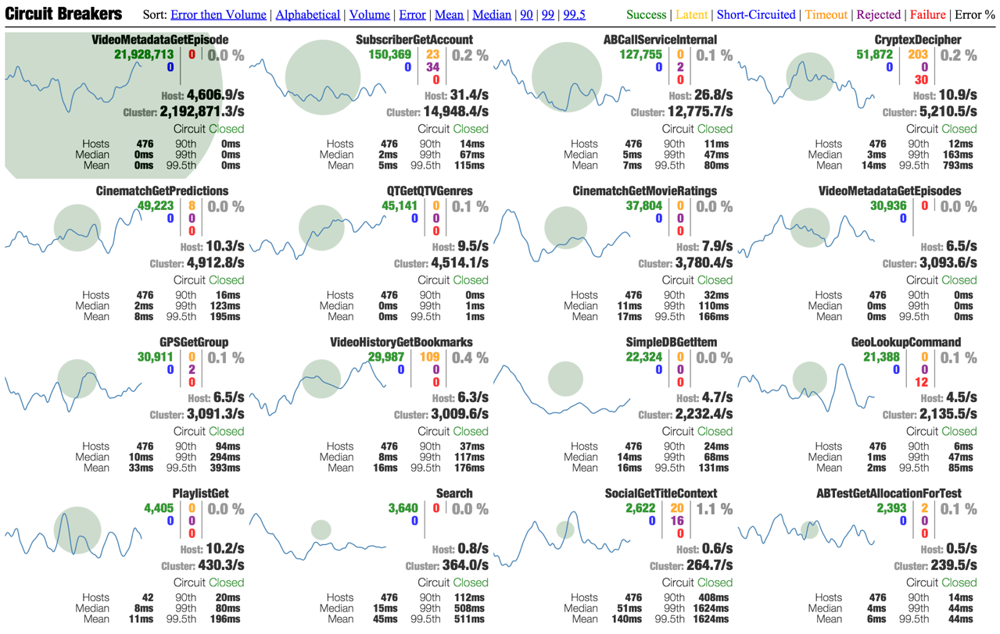 Circuit Breakers Sort: Error then Volume | Alphabetical | Volume | Error | Mean | Median | 90 | 99 | 99.5 Success | Latent | Short-Circuited | Timeout | Rejected | Failure | Error %
VideoMetadataGetEpisode
21,928,713 0 0.0 %
0
Host: 4,606.9/s
Cluster: 2,192,871.3/s
Circuit Closed
Hosts 476 90th 0ms
Median 0ms 99th 0ms
Mean 0ms 99.5th 0ms
SubscriberGetAccount
150,369 23 0.2 %
0 34
0
Host: 31.4/s
Cluster: 14,948.4/s
Circuit Closed
Hosts 476 90th 14ms
Median 2ms 99th 67ms
Mean 5ms 99.5th 115ms
ABCallServiceInternal
127,755 0 0.1 %
0 2
0
Host: 26.8/s
Cluster: 12,775.7/s
Circuit Closed
Hosts 476 90th 11ms
Median 5ms 99th 47ms
Mean 7ms 99.5th 80ms
CryptexDecipher
51,872 203 0.2 %
0 0
30
Host: 10.9/s
Cluster: 5,210.5/s
Circuit Closed
Hosts 476 90th 12ms
Median 3ms 99th 163ms
Mean 14ms 99.5th 793ms
CinematchGetPredictions
49,223 8 0.0 %
0 0
0
Host: 10.3/s
Cluster: 4,912.8/s
Circuit Closed
Hosts 476 90th 16ms
Median 2ms 99th 123ms
Mean 8ms 99.5th 195ms
QTGetQTVGenres
45,141 0 0.1 %
0 0
0
Host: 9.5/s
Cluster: 4,514.1/s
Circuit Closed
Hosts 476 90th 0ms
Median 0ms 99th 1ms
Mean 0ms 99.5th 1ms
CinematchGetMovieRatings
37,804 0 0.0 %
0 0
0
Host: 7.9/s
Cluster: 3,780.4/s
Circuit Closed
Hosts 476 90th 32ms
Median 11ms 99th 110ms
Mean 17ms 99.5th 166ms
VideoMetadataGetEpisodes
30,936 0 0.0 %
0
Host: 6.5/s
Cluster: 3,093.6/s
Circuit Closed
Hosts 476 90th 0ms
Median 0ms 99th 0ms
Mean 0ms 99.5th 0ms
GPSGetGroup
30,911 0 0.1 %
0 2
0
Host: 6.5/s
Cluster: 3,091.3/s
Circuit Closed
Hosts 476 90th 94ms
Median 10ms 99th 294ms
Mean 33ms 99.5th 393ms
VideoHistoryGetBookmarks
29,987 109 0.4 %
0 0
0
Host: 6.3/s
Cluster: 3,009.6/s
Circuit Closed
Hosts 476 90th 37ms
Median 8ms 99th 117ms
Mean 16ms 99.5th 176ms
SimpleDBGetItem
22,324 0 0.0 %
0 0
0
Host: 4.7/s
Cluster: 2,232.4/s
Circuit Closed
Hosts 476 90th 24ms
Median 14ms 99th 68ms
Mean 16ms 99.5th 131ms
GeoLookupCommand
21,388 0 0.1 %
0 0
12
Host: 4.5/s
Cluster: 2,135.5/s
Circuit Closed
Hosts 476 90th 6ms
Median 1ms 99th 47ms
Mean 2ms 99.5th 85ms
PlaylistGet
4,405 0 0.0 %
0 0
0
Host: 10.2/s
Cluster: 430.3/s
Circuit Closed
Hosts 42 90th 20ms
Median 8ms 99th 80ms
Mean 11ms 99.5th 196ms
Search
3,640 0 0.0 %
0
Host: 0.8/s
Cluster: 364.0/s
Circuit Closed
Hosts 476 90th 112ms
Median 15ms 99th 508ms
Mean 45ms 99.5th 511ms
SocialGetTitleContext
2,622 20 1.1 %
0 16
0
Host: 0.6/s
Cluster: 264.7/s
Circuit Closed
Hosts 476 90th 408ms
Median 51ms 99th 1624ms
Mean 140ms 99.5th 1624ms
ABTestGetAllocationForTest
2,393 2 0.1 %
0 0
0
Host: 0.5/s
Cluster: 239.5/s
Circuit Closed
Hosts 476 90th 14ms
Median 4ms 99th 44ms
Mean 6ms 99.5th 44ms